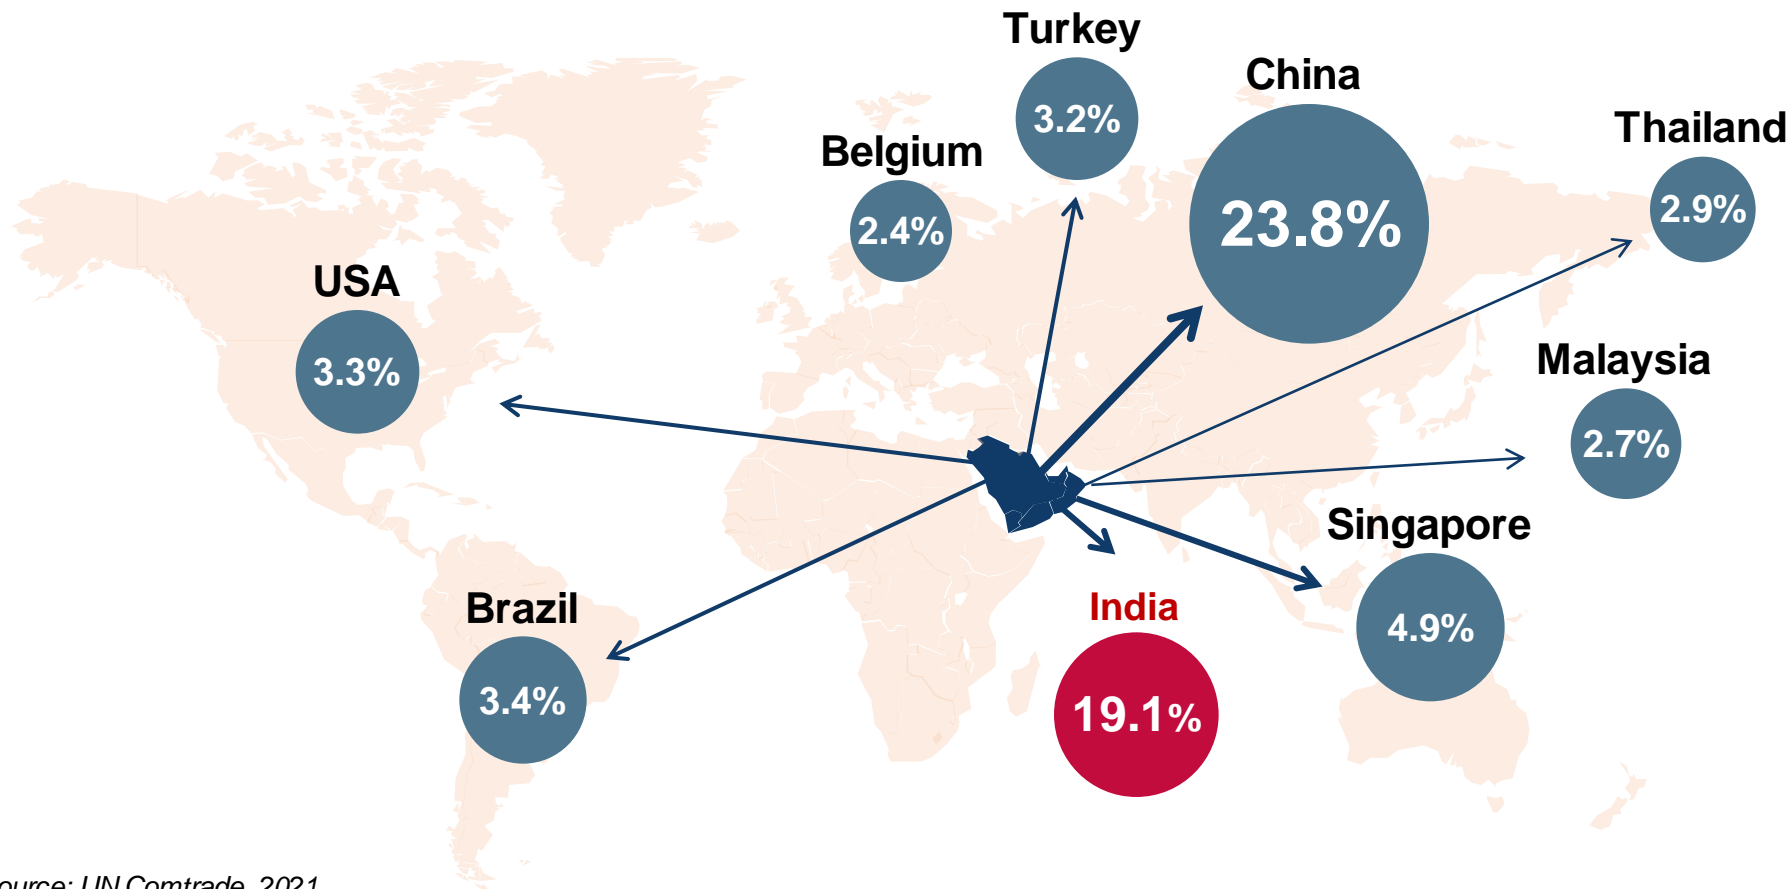 Turkey
3.2%
China
23.8%
Thailand
2.9%
Belgium
2.4%
USA
3.3%
Malaysia
2.7%
Singapore
4.9%
Brazil
3.4%
India
19.1%
ource: UN Comtrade, 2021